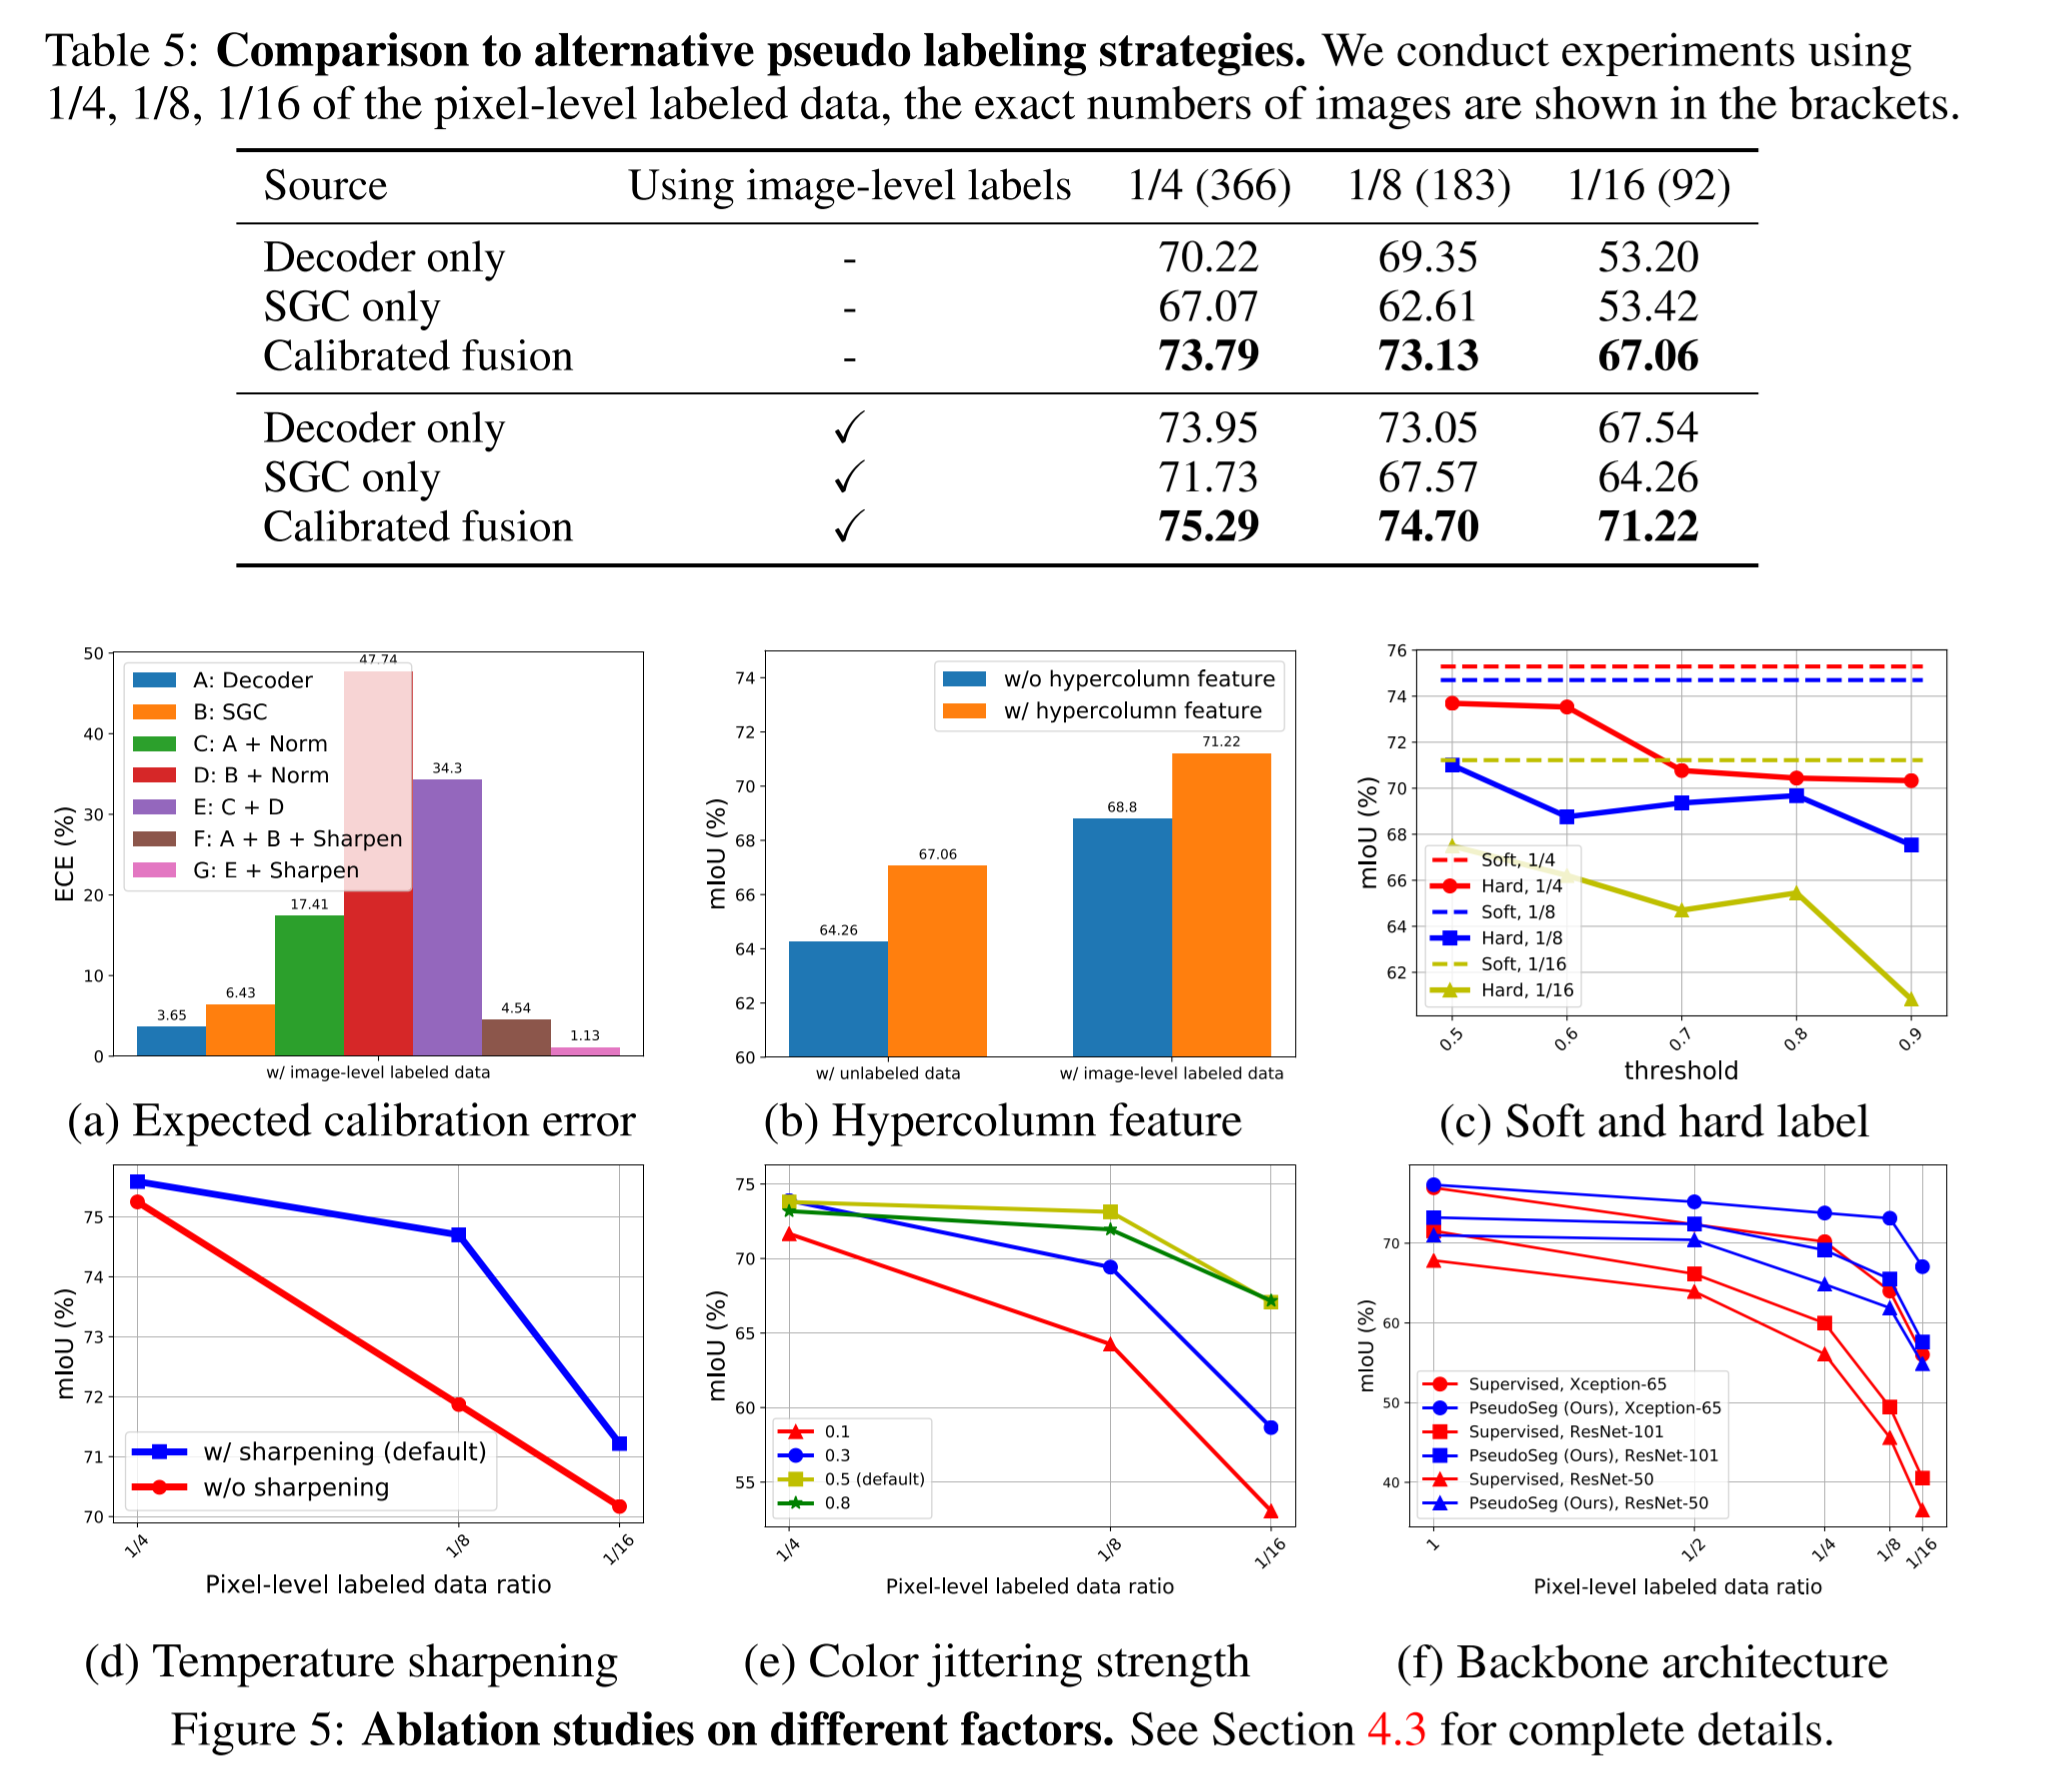 Table 5: Comparison to alternative pseudo labeling strategies. We conduct experiments using
1/4, 1/8, 1/16 of the pixel-level labeled data, the exact numbers of images are shown in the brackets.
Source Using image-level labels 1/4 (366) 1/8 (183) 1/16 (92)
Decoder only - 70.22 69.35 53.20
SGC only - 67.07 62.61 53.42
Calibrated fusion - 73.79 73.13 67.06
Decoder only ✓ 73.95 73.05 67.54
SGC only ✓ 71.73 67.57 64.26
Calibrated fusion ✓ 75.29 74.70 71.22
ECE (%)
50
40
30
20
10
0
A: Decoder
B: SGC
C: A + Norm
D: B + Norm
E: C + D
F: A + B + Sharpen
G: E + Sharpen
3.65
6.43
17.41
47.74
34.3
4.54
1.13
w/ image-level labeled data
(a) Expected calibration error
mIoU (%)
74
72
70
68
66
64
62
60
w/o hypercolumn feature
w/ hypercolumn feature
64.26
67.06
68.8
71.22
w/ unlabeled data
w/ image-level labeled data
(b) Hypercolumn feature
mIoU (%)
76
74
72
70
68
66
64
62
Soft, 1/4
Hard, 1/4
Soft, 1/8
Hard, 1/8
Soft, 1/16
Hard, 1/16
0.5 0.6 0.7 0.8 0.9
threshold
(c) Soft and hard label
mIoU (%)
75
74
73
72
71
70
w/ sharpening (default)
w/o sharpening
1/4 1/8 1/16
Pixel-level labeled data ratio
(d) Temperature sharpening
mIoU (%)
75
70
65
60
55
0.1
0.3
0.5 (default)
0.8
1/4 1/8 1/16
Pixel-level labeled data ratio
(e) Color jittering strength
mIoU (%)
70
60
50
40
Supervised, Xception-65
PseudoSeg (Ours), Xception-65
Supervised, ResNet-101
PseudoSeg (Ours), ResNet-101
Supervised, ResNet-50
PseudoSeg (Ours), ResNet-50
1 1/2 1/4 1/8 1/16
Pixel-level labeled data ratio
(f) Backbone architecture
Figure 5: Ablation studies on different factors. See Section 4.3 for complete details.